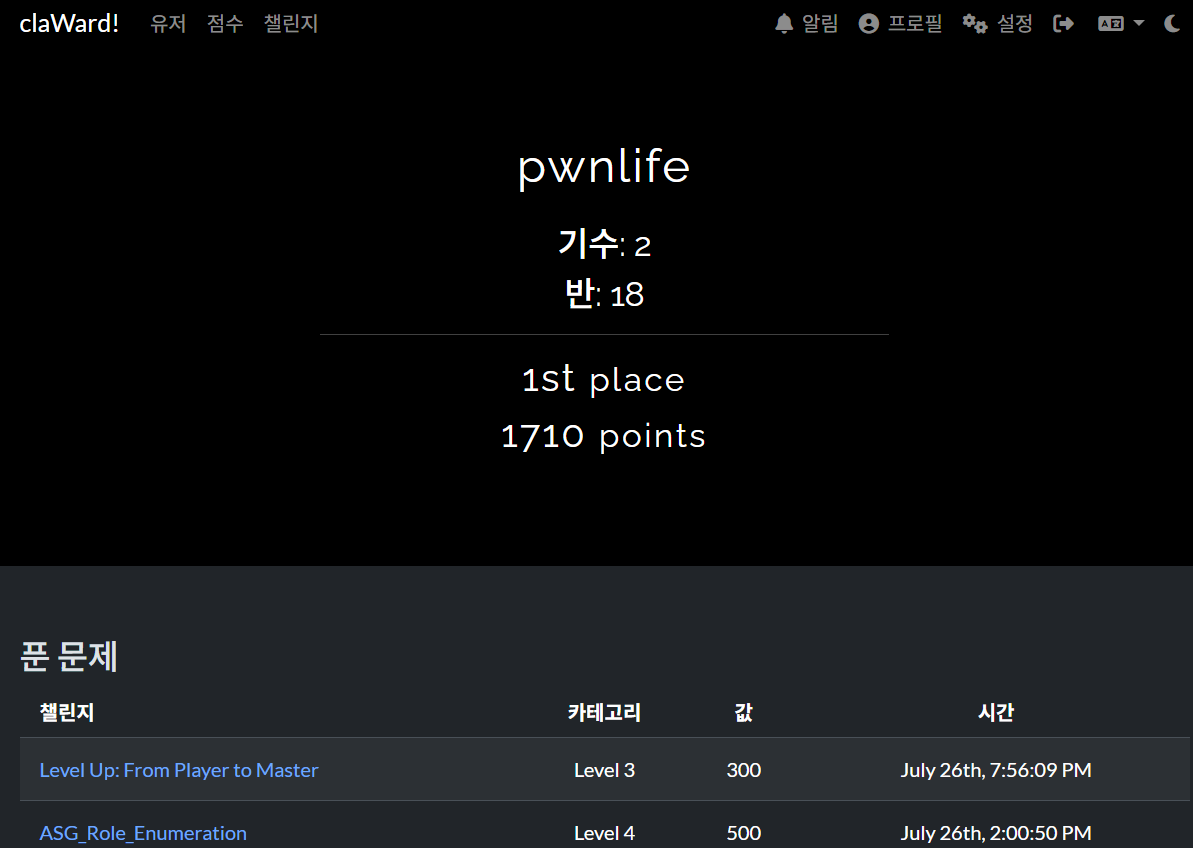 claWard! 유저 점수 챌린지 알림 프로필 설정
pwnlife
기수: 2
반: 18
1st place
1710 points
푼 문제
챌린지 카테고리 값 시간
Level Up: From Player to Master Level 3 300 July 26th, 7:56:09 PM
ASG_Role_Enumeration Level 4 500 July 26th, 2:00:50 PM